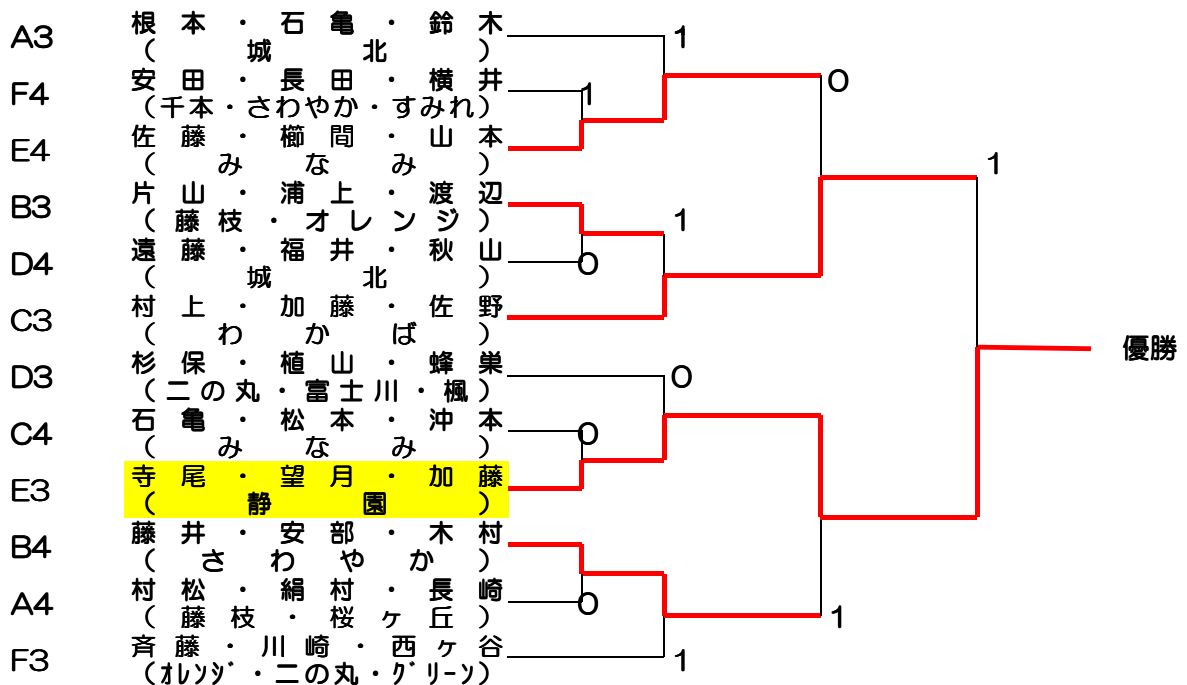 A3 根本・石亀・鈴木 1
(城北)
F4 安田・長田・横井 1 0
(千本・さわやか・すみれ)
E4 佐藤・櫛間・山本
(みなみ) 1
B3 片山・浦上・渡辺
(藤枝・オレンジ) 1
D4 遠藤・福井・秋山 0
(城北)
C3 村上・加藤・佐野
(わかば) 優勝
D3 杉保・植山・蜂巣 0
(二の丸・富士川・楓)
C4 石亀・松本・沖本 0
(みなみ)
E3 寺尾・望月・加藤
(静園)
B4 藤井・安部・木村
(さわやか)
A4 村松・絹村・長崎 0
(藤枝・桜ヶ丘) 1
F3 斉藤・川崎・西ヶ谷 1
(オレンジ・二の丸・グリーン)